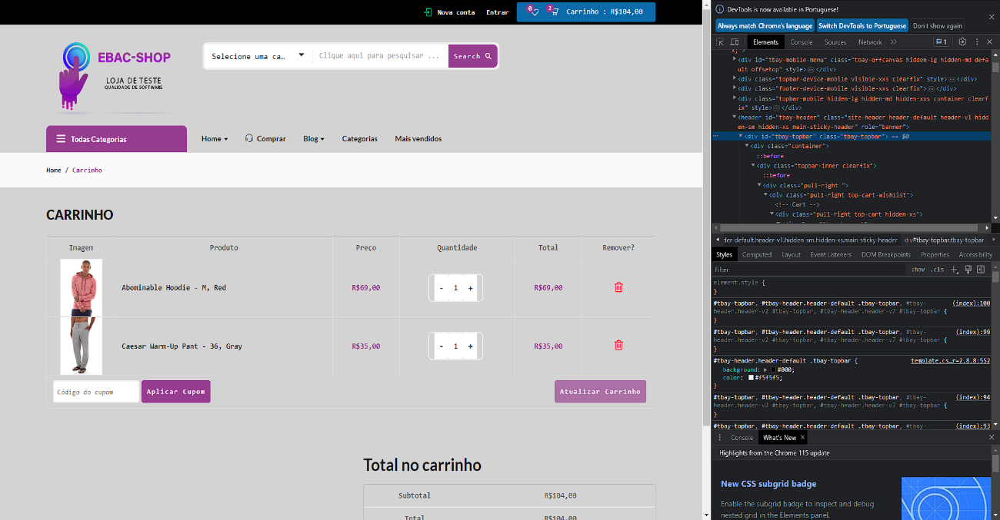 Nova conta Entrar 0 2 Carrinho : R$104,00
EBAC-SHOP
LOJA DE TESTE
QUALIDADE DE SOFTWARE
Selecione uma ca... Clique aqui para pesquisar ... Search
Todas Categorias Home Comprar Blog Categorias Mais vendidos
Home / Carrinho
CARRINHO
Imagem Produto Preço Quantidade Total Remover?
Abominable Hoodie - M, Red R$69,00 - 1 + R$69,00
Caesar Warm-Up Pant - 36, Gray R$35,00 - 1 + R$35,00
Código do cupom Aplicar Cupom Atualizar Carrinho
Total no carrinho
Subtotal R$104,00
Total R$104,00
DevTools is now available in Portuguese!
Always match Chrome's language Switch DevTools to Portuguese Don't show again
Elements Console Sources Network 1
<div id="tbay-mobile-menu" class="tbay-offcanvas hidden-lg hidden-md def
ault offsetop" style>…</div>
<div class="topbar-device-mobile visible-xxs clearfix" style>…</div>
<div class="footer-device-mobile visible-xxs clearfix">…</div>
<div class="topbar-mobile hidden-lg hidden-md hidden-xxs container clearf
ix" style>…</div>
<header id="tbay-header" class="site-header header-default header-v1 hidd
en-sm hidden-xs main-sticky-header" role="banner">
… <div id="tbay-topbar" class="tbay-topbar"> == $0
<div class="container">
::before
<div class="topbar-inner clearfix">
::before
<div class="pull-right ">
<div class="pull-right top-cart-wishlist">
<!-- Cart -->
<div class="pull-right top-cart hidden-xs">
der-default.header-v1.hidden-sm.hidden-xs.main-sticky-header div#tbay-topbar.tbay-topbar
Styles Computed Layout Event Listeners DOM Breakpoints Properties Accessibility
Filter :hov .cls
element.style {
}
#tbay-topbar, #tbay-header.header-default .tbay-topbar, #tbay- (index):100
header.header-v2 #tbay-topbar, #tbay-header.header-v7 #tbay-topbar {
}
#tbay-topbar, #tbay-header.header-default .tbay-topbar, #tbay- (index):99
header.header-v2 #tbay-topbar, #tbay-header.header-v7 #tbay-topbar {
}
#tbay-header.header-default .tbay-topbar { template.cs…r=2.8.8:552
background: #000;
color: #f5f5f5;
}
#tbay-topbar, #tbay-header.header-default .tbay-topbar, #tbay- (index):94
header.header-v2 #tbay-topbar, #tbay-header.header-v7 #tbay-topbar {
}
#tbay-topbar, #tbay-header.header-default .tbay-topbar, #tbay- (index):93
Console What's New
Highlights from the Chrome 115 update
New CSS subgrid badge
Enable the subgrid badge to inspect and debug
nested grid in the Elements panel.